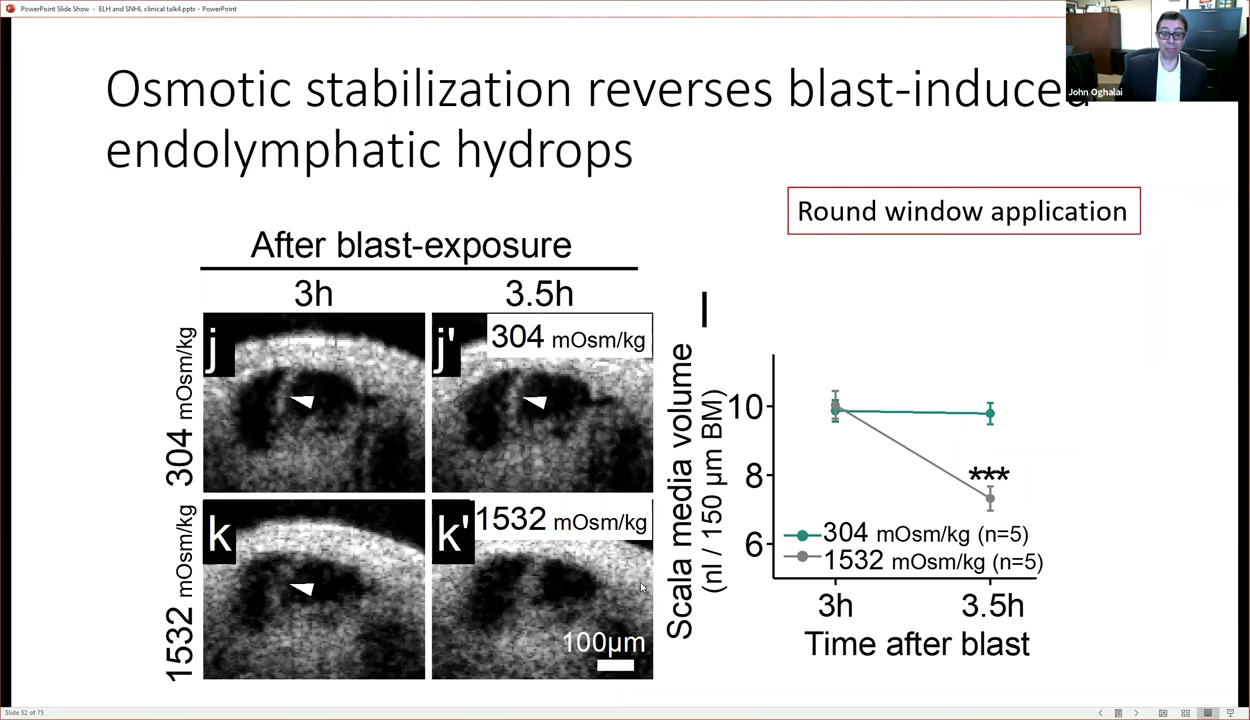 PowerPoint Slide Show - ELH and SNHL clinical talk4.pptx - PowerPoint
John Oghalai
Osmotic stabilization reverses blast-induced
endolymphatic hydrops
Round window application
After blast-exposure
3h
3.5h
304 mOsm/kg
j
j'
304 mOsm/kg
1532 mOsm/kg
k
k'
1532 mOsm/kg
100µm
l
Scala media volume
(nl / 150 µm BM)
10
8
6
***
304 mOsm/kg (n=5)
1532 mOsm/kg (n=5)
3h
3.5h
Time after blast
Slide 52 of 75